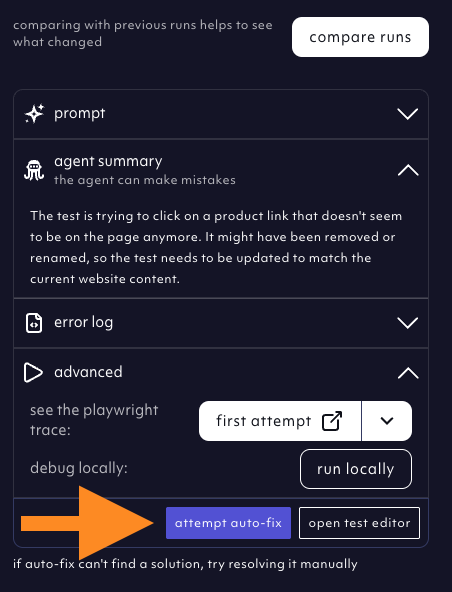 comparing with previous runs helps to see
what changed
compare runs
prompt
agent summary
the agent can make mistakes
The test is trying to click on a product link that doesn't seem
to be on the page anymore. It might have been removed or
renamed, so the test needs to be updated to match the
current website content.
error log
advanced
see the playwright
trace:
first attempt
debug locally:
run locally
attempt auto-fix
open test editor
if auto-fix can't find a solution, try resolving it manually